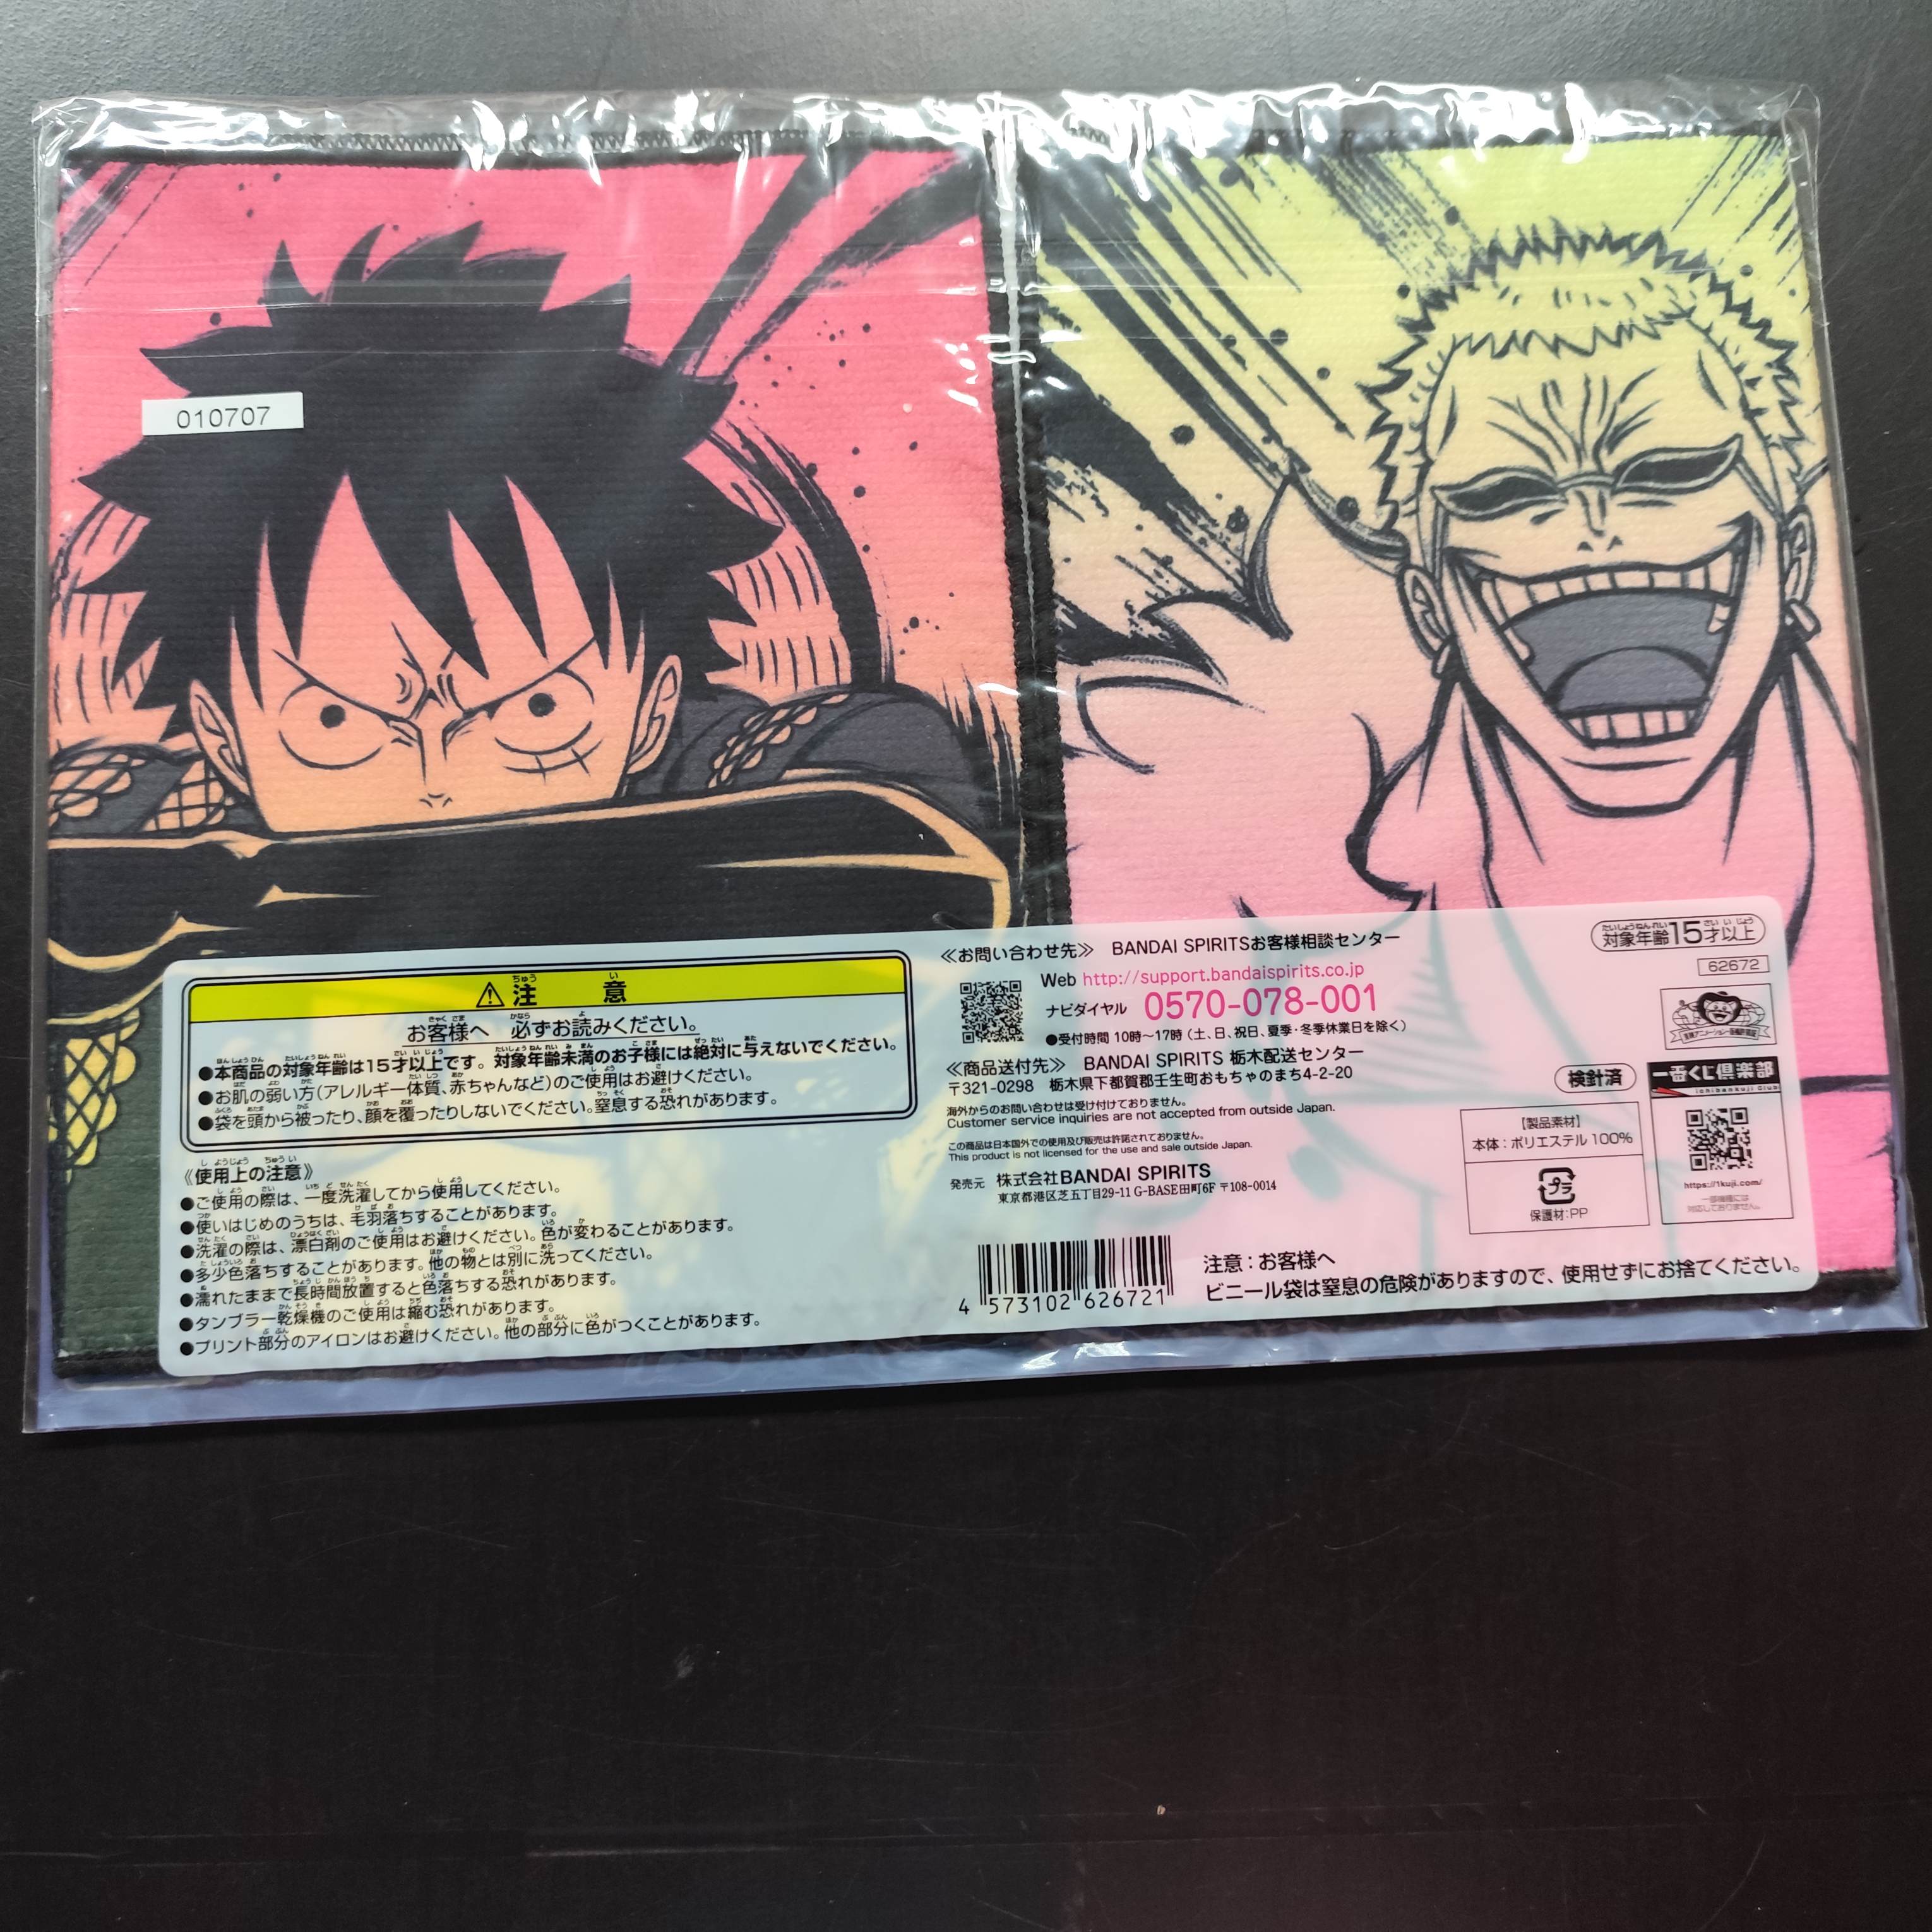 010707
⚠注意
お客様へ 必ずお読みください。
●本商品の対象年齢は15才以上です。対象年齢未満のお子様には絶対に与えないでください。
●お肌の弱い方(アレルギー体質、赤ちゃんなど)のご使用はお避けください。
●袋を頭から被ったり、顔を覆ったりしないでください。窒息する恐れがあります。
《使用上の注意》
●ご使用の際は、一度洗濯してから使用してください。
●使いはじめのうちは、毛羽落ちすることがあります。
●洗濯の際は、漂白剤のご使用はお避けください。色が変わることがあります。
●多少色落ちすることがあります。他の物とは別に洗ってください。
●濡れたままで長時間放置すると色落ちする恐れがあります。
●タンブラー乾燥機のご使用は縮む恐れがあります。
●プリント部分のアイロンはお避けください。他の部分に色がつくことがあります。
≪お問い合わせ先≫ BANDAI SPIRITSお客様相談センター
Web http://support.bandaispirits.co.jp
ナビダイヤル 0570-078-001
●受付時間 10時~17時(土、日、祝日、夏季・冬季休業日を除く)
≪商品送付先≫ BANDAI SPIRITS 栃木配送センター
〒321-0298 栃木県下都賀郡壬生町おもちゃのまち4-2-20
海外からのお問い合わせは受け付けておりません。
Customer service inquiries are not accepted from outside Japan.
この商品は日本国外での使用及び販売は許諾されておりません。
This product is not licensed for the use and sale outside Japan.
発売元 株式会社BANDAI SPIRITS
東京都港区芝五丁目29-11 G-BASE田町6F 〒108-0014
4 573102 626721
注意:お客様へ
ビニール袋は窒息の危険がありますので、使用せずにお捨てください。
対象年齢15才以上
62672
検針済
【製品素材】
本体:ポリエステル 100%
プラ
保護材:PP
一番くじ倶楽部
ichibankuji Club
https://1kuji.com/
一部機種には
対応しておりません。